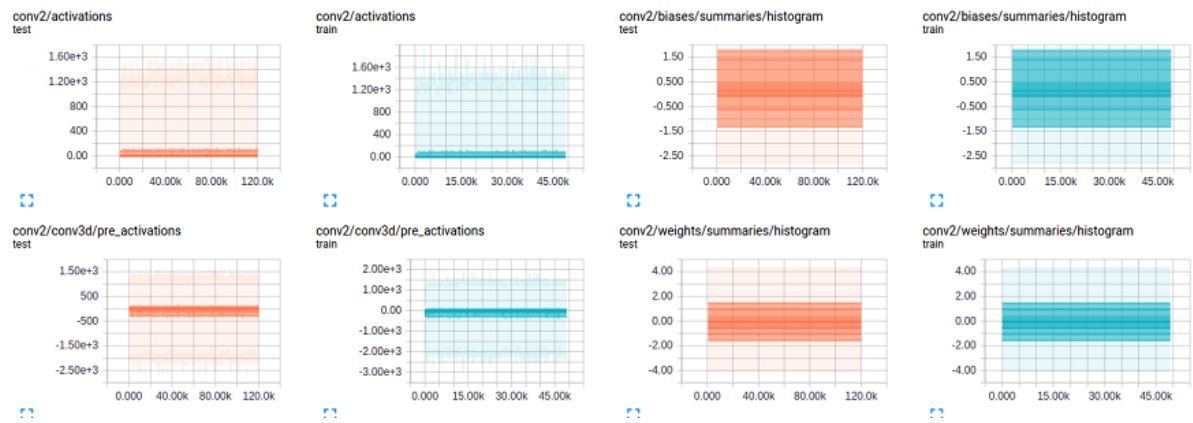 conv2/activations
test
1.60e+3
1.20e+3
800
400
0.00
0.000 40.00k 80.00k 120.0k
conv2/activations
train
1.60e+3
1.20e+3
800
400
0.00
0.000 15.00k 30.00k 45.00k
conv2/biases/summaries/histogram
test
1.50
0.500
-0.500
-1.50
-2.50
0.000 40.00k 80.00k 120.0k
conv2/biases/summaries/histogram
train
1.50
0.500
-0.500
-1.50
-2.50
0.000 15.00k 30.00k 45.00k
conv2/conv3d/pre_activations
test
1.50e+3
500
-500
-1.50e+3
-2.50e+3
0.000 40.00k 80.00k 120.0k
conv2/conv3d/pre_activations
train
2.00e+3
1.00e+3
0.00
-1.00e+3
-2.00e+3
-3.00e+3
0.000 15.00k 30.00k 45.00k
conv2/weights/summaries/histogram
test
4.00
2.00
0.00
-2.00
-4.00
0.000 40.00k 80.00k 120.0k
conv2/weights/summaries/histogram
train
4.00
2.00
0.00
-2.00
-4.00
0.000 15.00k 30.00k 45.00k